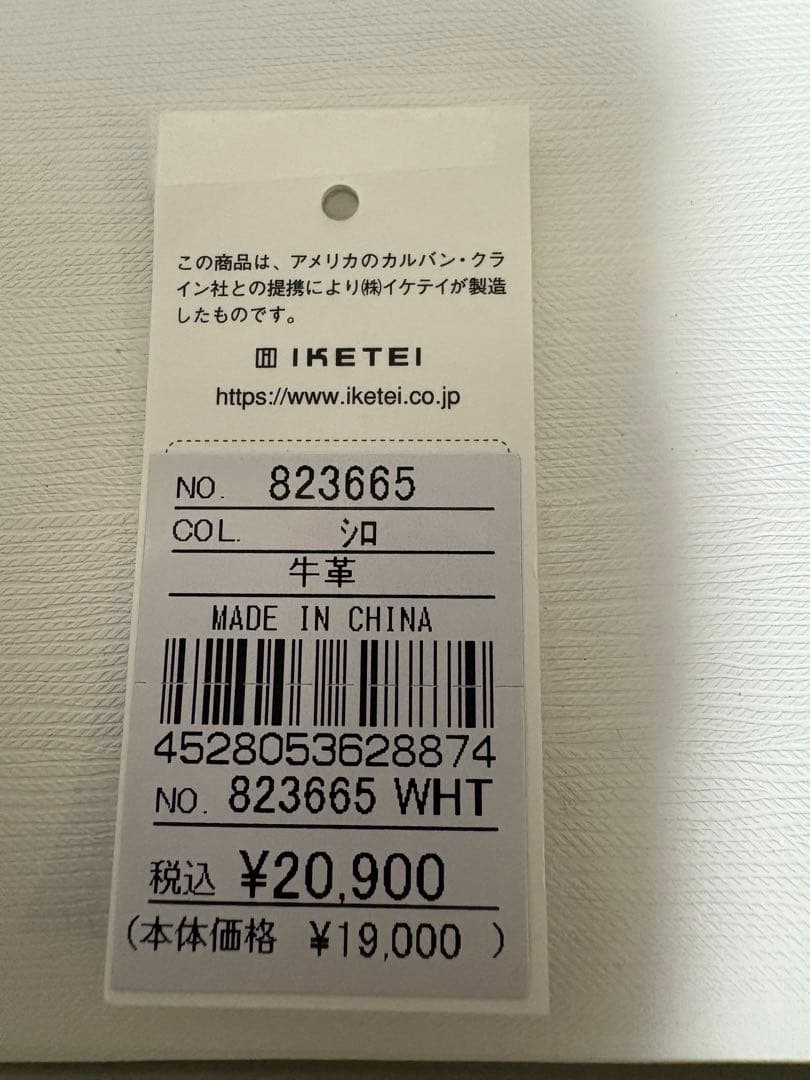 この商品は、アメリカのカルバン・クラ
イン社との提携により㈱イケテイが製造
したものです。
IKETEI
https://www.iketei.co.jp
NO. 823665
COL. ｼﾛ
牛革
MADE IN CHINA
4528053628874
NO. 823665 WHT
税込 ¥20,900
(本体価格 ¥19,000 )